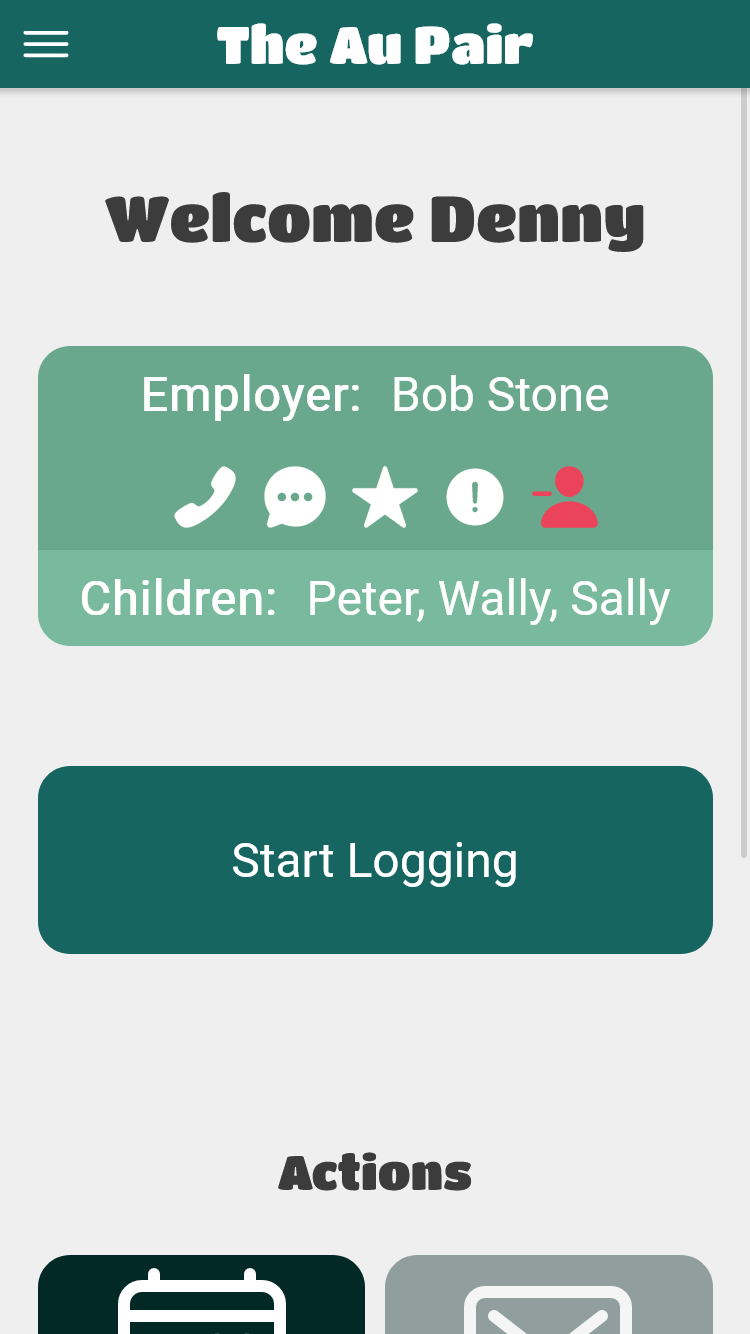 The Au Pair
Welcome Denny
Employer: Bob Stone
Children: Peter, Wally, Sally
Start Logging
Actions